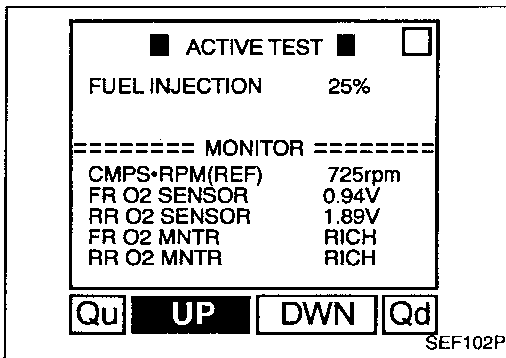 ■ ACTIVE TEST ■
FUEL INJECTION 25%
======== MONITOR ========
CMPS•RPM(REF) 725rpm
FR O2 SENSOR 0.94V
RR O2 SENSOR 1.89V
FR O2 MNTR RICH
RR O2 MNTR RICH
Qu UP DWN Qd
SEF102P